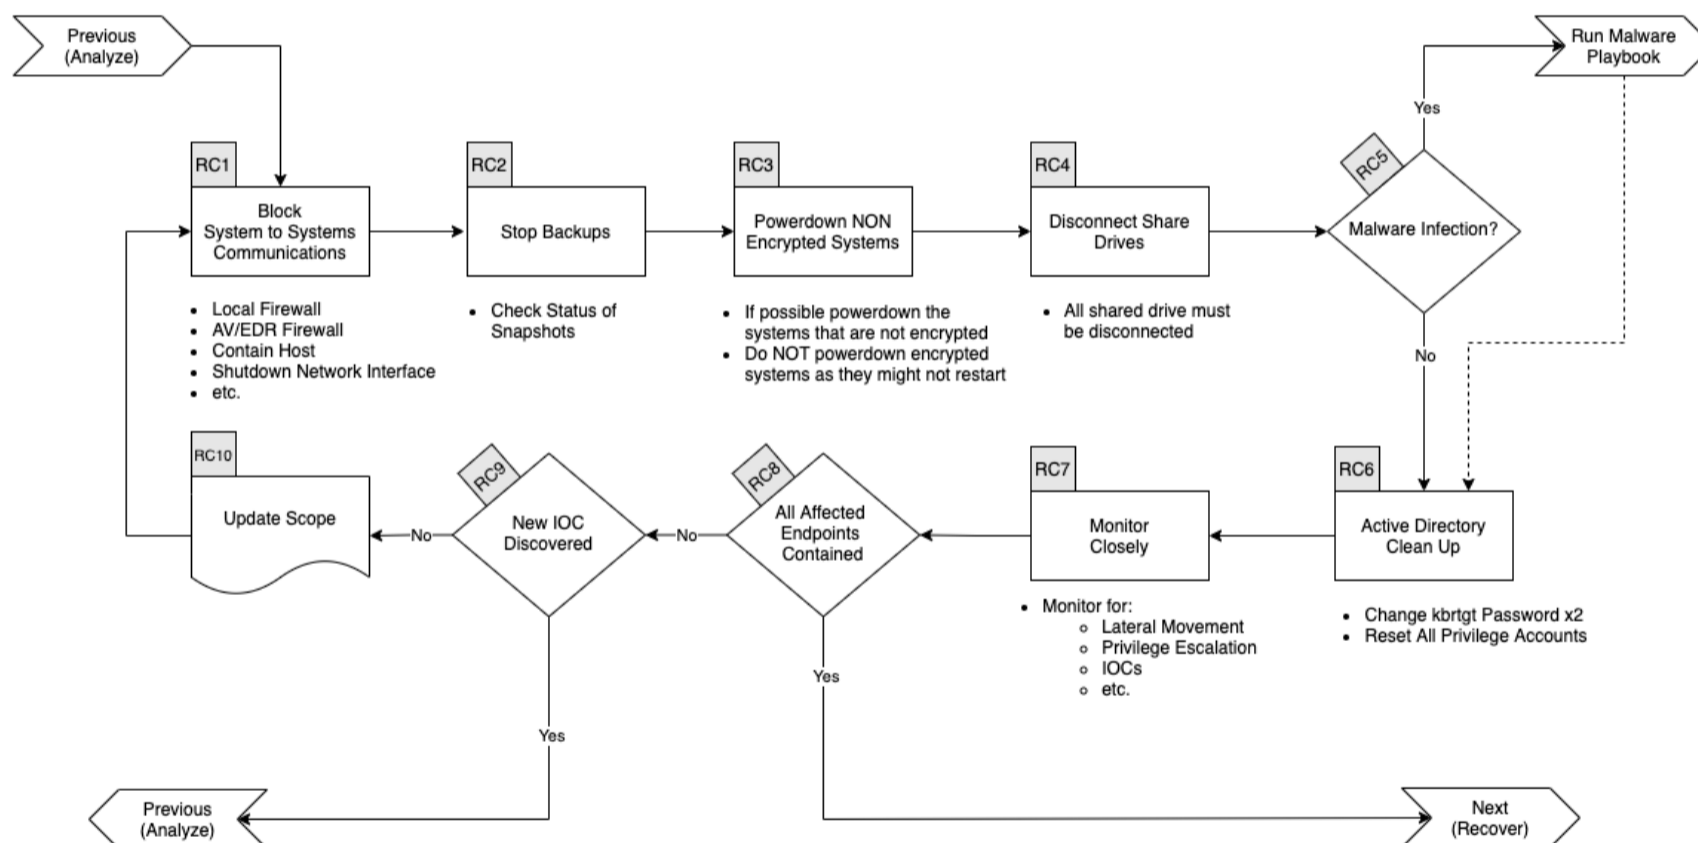 Previous
(Analyze)
Run Malware
Playbook
Yes
RC1
Block
System to Systems
Communications
• Local Firewall
• AV/EDR Firewall
• Contain Host
• Shutdown Network Interface
• etc.
RC2
Stop Backups
• Check Status of
Snapshots
RC3
Powerdown NON
Encrypted Systems
• If possible powerdown the
systems that are not encrypted
• Do NOT powerdown encrypted
systems as they might not restart
RC4
Disconnect Share
Drives
• All shared drive must
be disconnected
RC5
Malware Infection?
No
RC6
Active Directory
Clean Up
• Change kbrtgt Password x2
• Reset All Privilege Accounts
RC7
Monitor
Closely
• Monitor for:
○ Lateral Movement
○ Privilege Escalation
○ IOCs
○ etc.
RC8
All Affected
Endpoints
Contained
No
Yes
RC9
New IOC
Discovered
No
Yes
RC10
Update Scope
Previous
(Analyze)
Next
(Recover)